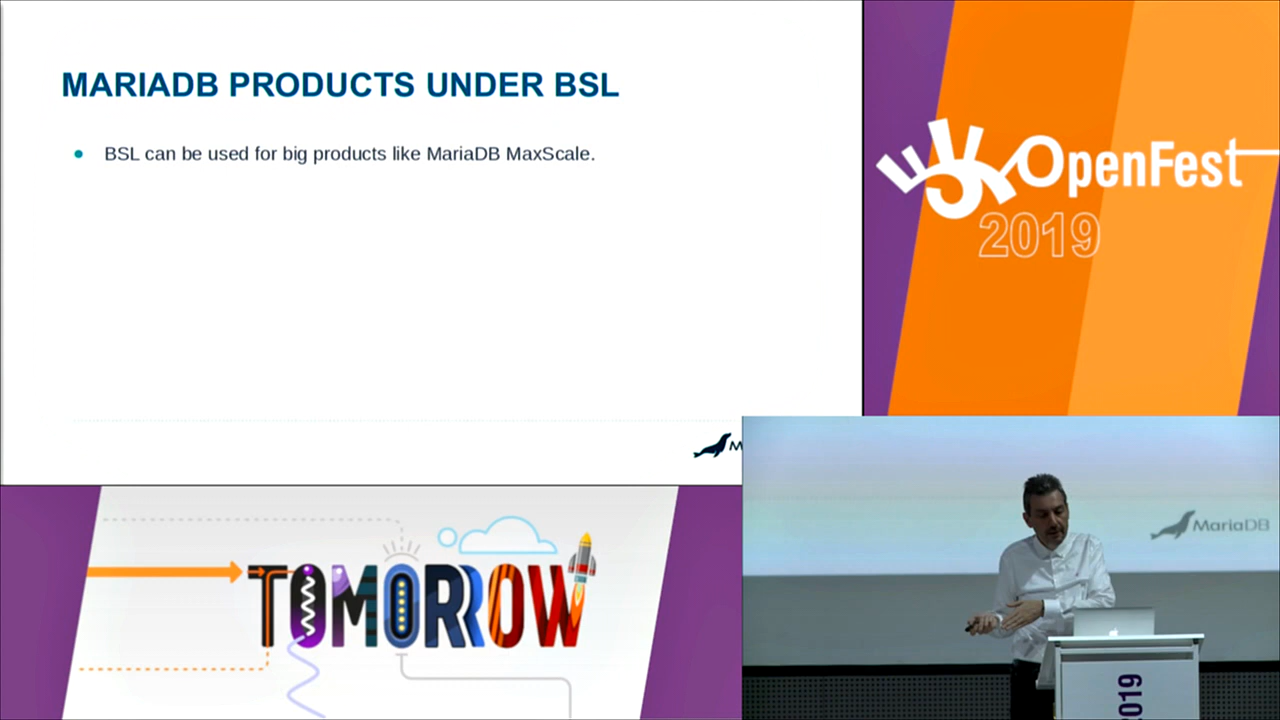 MARIADB PRODUCTS UNDER BSL
BSL can be used for big products like MariaDB MaxScale.
OpenFest
2019
TOMORROW
MariaDB
2019